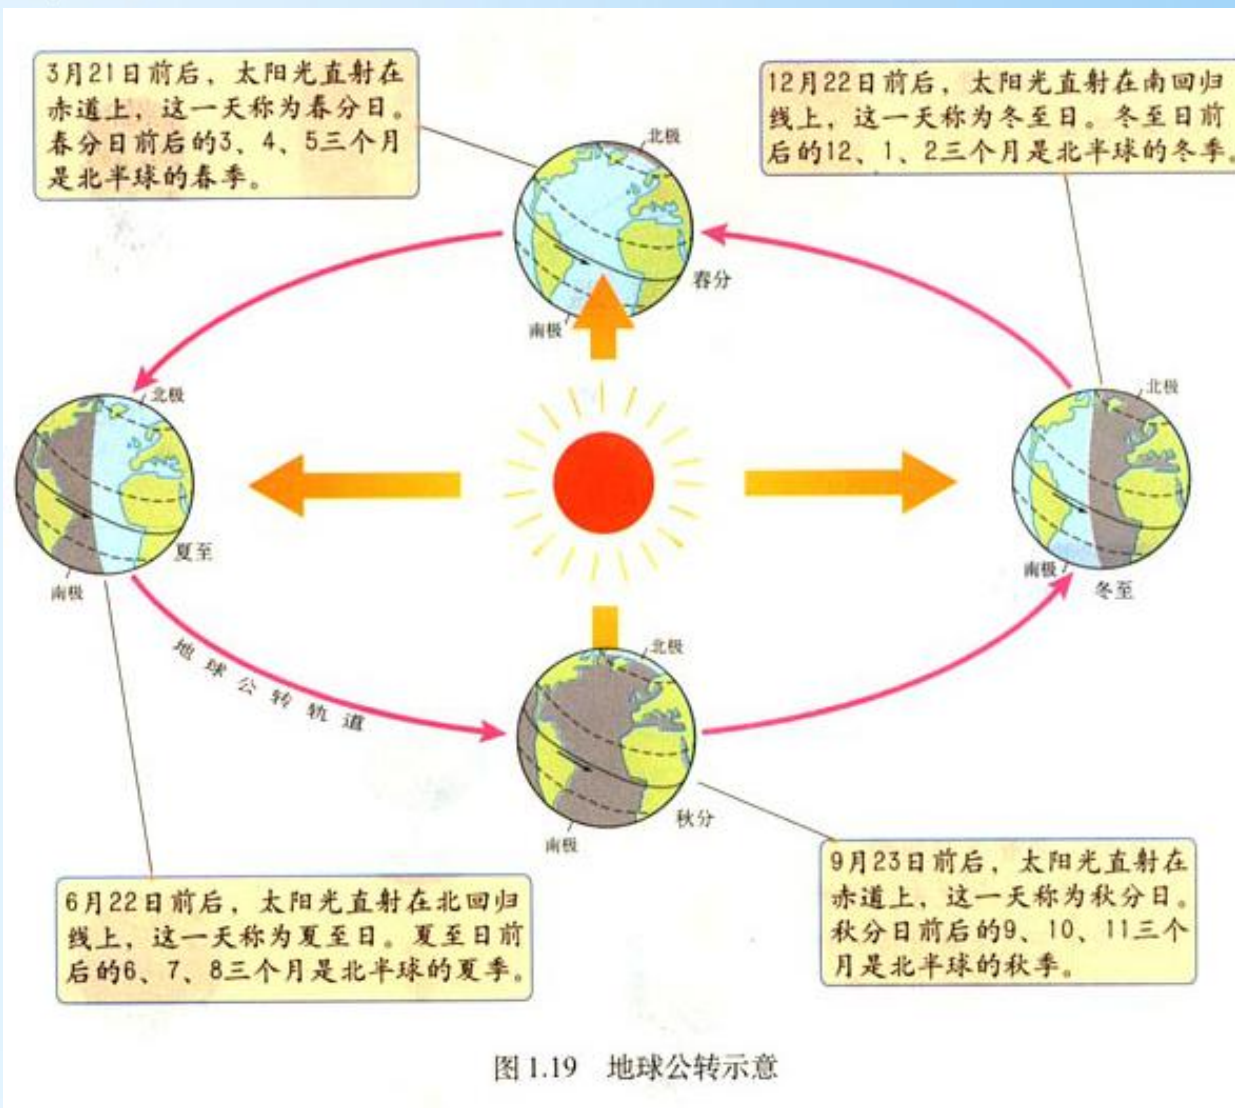 3月21日前后，太阳光直射在
赤道上，这一天称为春分日。
春分日前后的3、4、5三个月
是北半球的春季。
12月22日前后，太阳光直射在南回归
线上，这一天称为冬至日。冬至日前
后的12、1、2三个月是北半球的冬季。
北极
春分
南极
北极
夏至
南极
北极
南极
冬至
地球公转轨道
北极
秋分
南极
6月22日前后，太阳光直射在北回归
线上，这一天称为夏至日。夏至日前
后的6、7、8三个月是北半球的夏季。
9月23日前后，太阳光直射在
赤道上，这一天称为秋分日。
秋分日前后的9、10、11三个
月是北半球的秋季。
图 1.19 地球公转示意